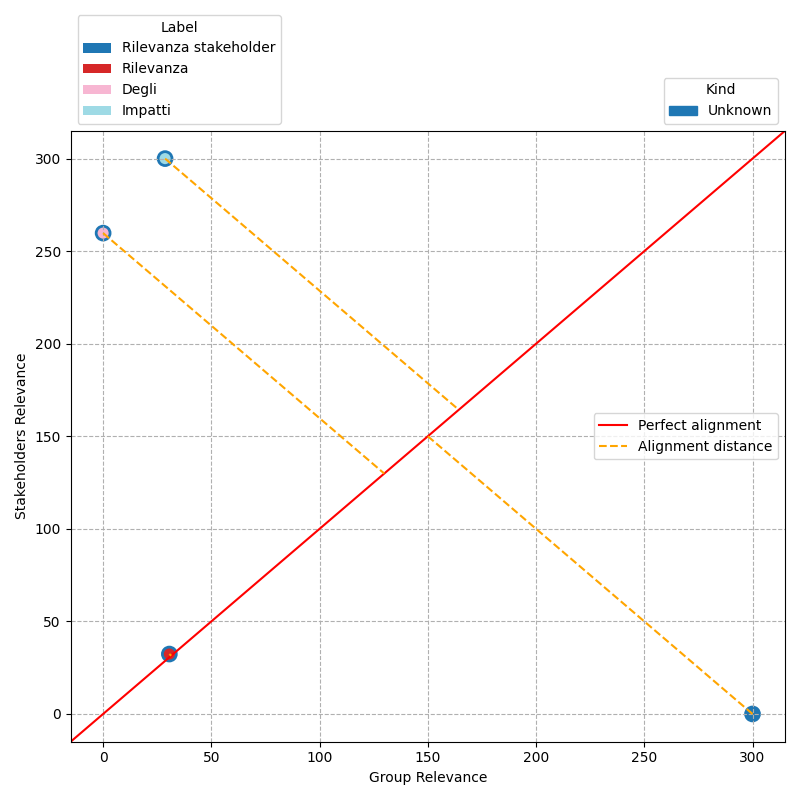 Label
Rilevanza stakeholder
Rilevanza
Degli
Impatti
Kind
Unknown
300
250
200
150
100
50
0
Stakeholders Relevance
Perfect alignment
Alignment distance
0 50 100 150 200 250 300
Group Relevance